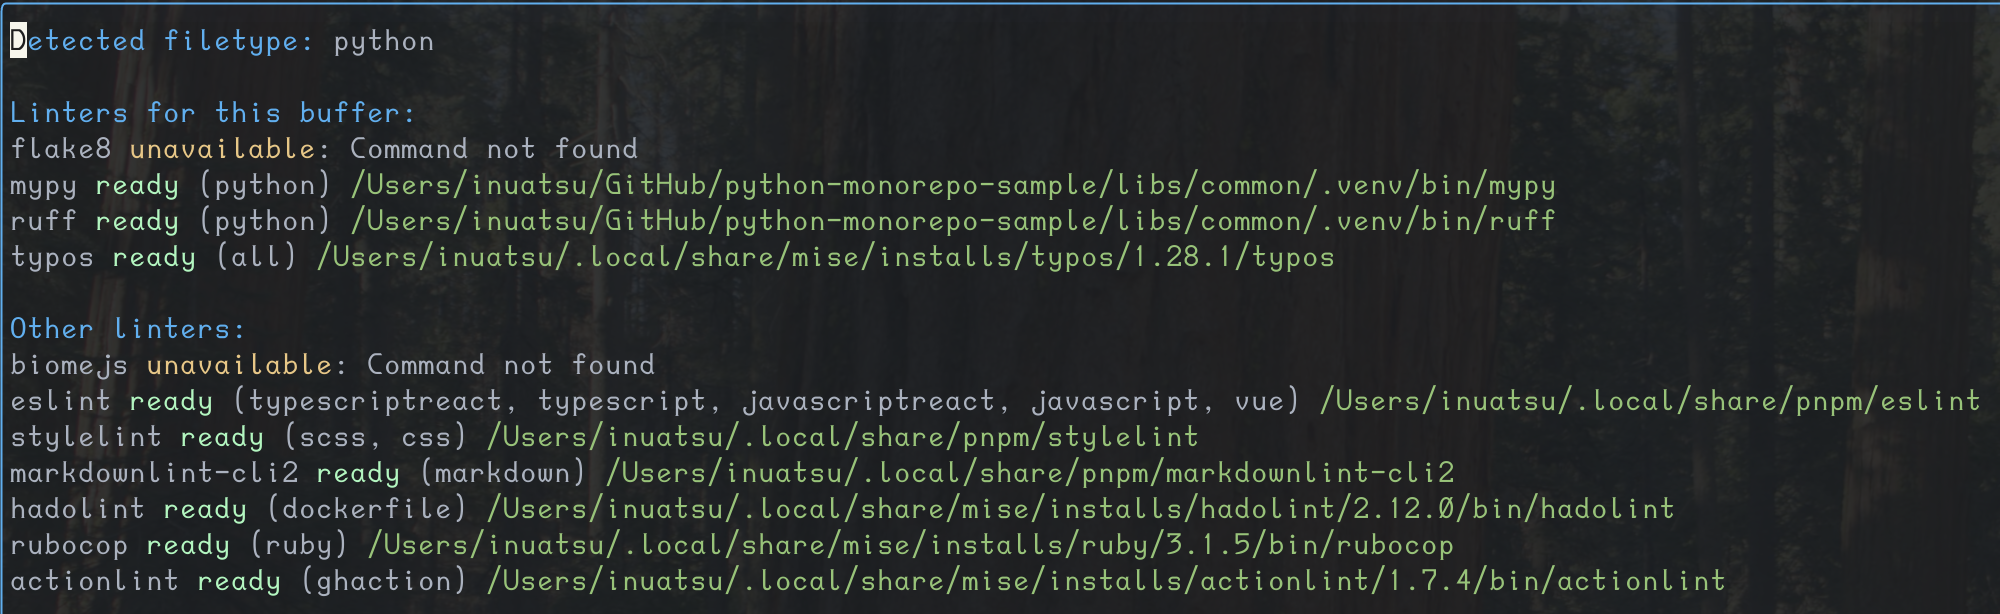 Detected filetype: python
Linters for this buffer:
flake8 unavailable: Command not found
mypy ready (python) /Users/inuatsu/GitHub/python-monorepo-sample/libs/common/.venv/bin/mypy
ruff ready (python) /Users/inuatsu/GitHub/python-monorepo-sample/libs/common/.venv/bin/ruff
typos ready (all) /Users/inuatsu/.local/share/mise/installs/typos/1.28.1/typos
Other linters:
biomejs unavailable: Command not found
eslint ready (typescriptreact, typescript, javascriptreact, javascript, vue) /Users/inuatsu/.local/share/pnpm/eslint
stylelint ready (scss, css) /Users/inuatsu/.local/share/pnpm/stylelint
markdownlint-cli2 ready (markdown) /Users/inuatsu/.local/share/pnpm/markdownlint-cli2
hadolint ready (dockerfile) /Users/inuatsu/.local/share/mise/installs/hadolint/2.12.0/bin/hadolint
rubocop ready (ruby) /Users/inuatsu/.local/share/mise/installs/ruby/3.1.5/bin/rubocop
actionlint ready (ghaction) /Users/inuatsu/.local/share/mise/installs/actionlint/1.7.4/bin/actionlint